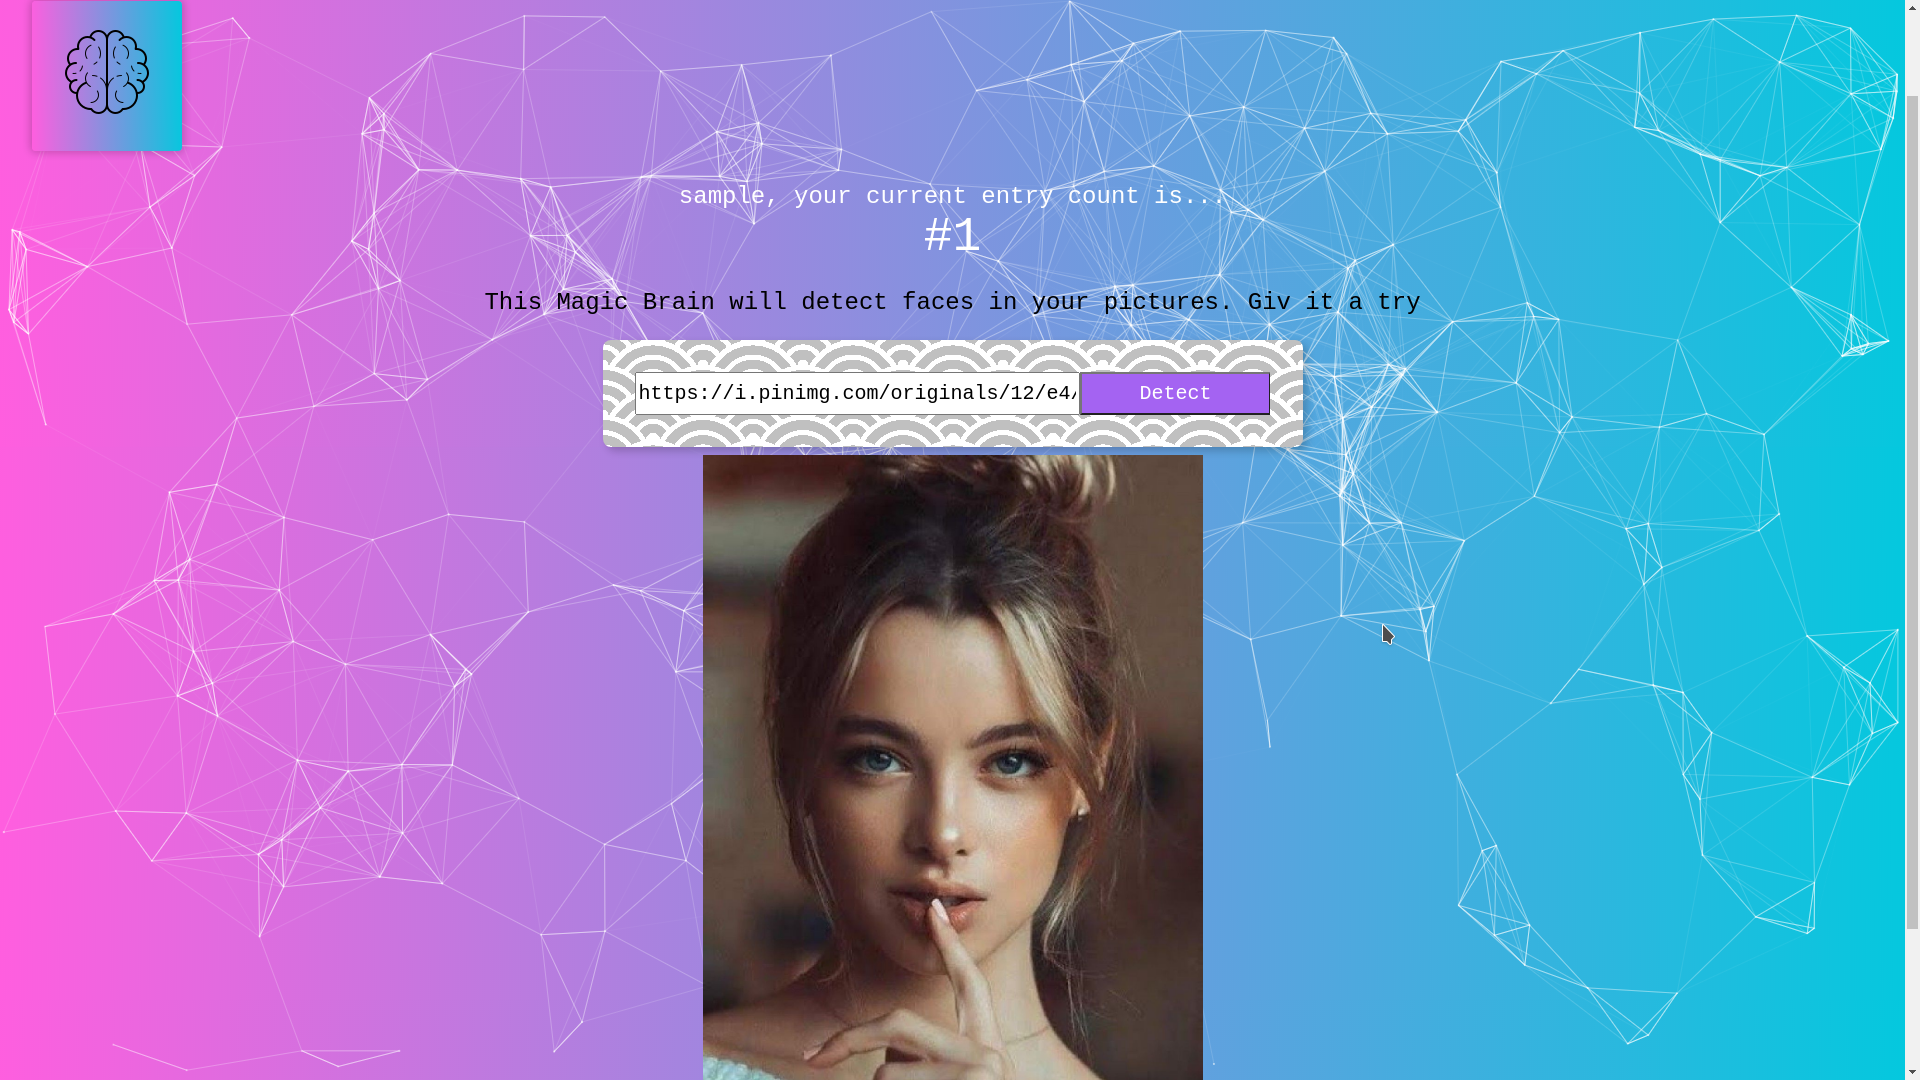 sample, your current entry count is...
#1
This Magic Brain will detect faces in your pictures. Giv it a try
https://i.pinimg.com/originals/12/e4/
Detect